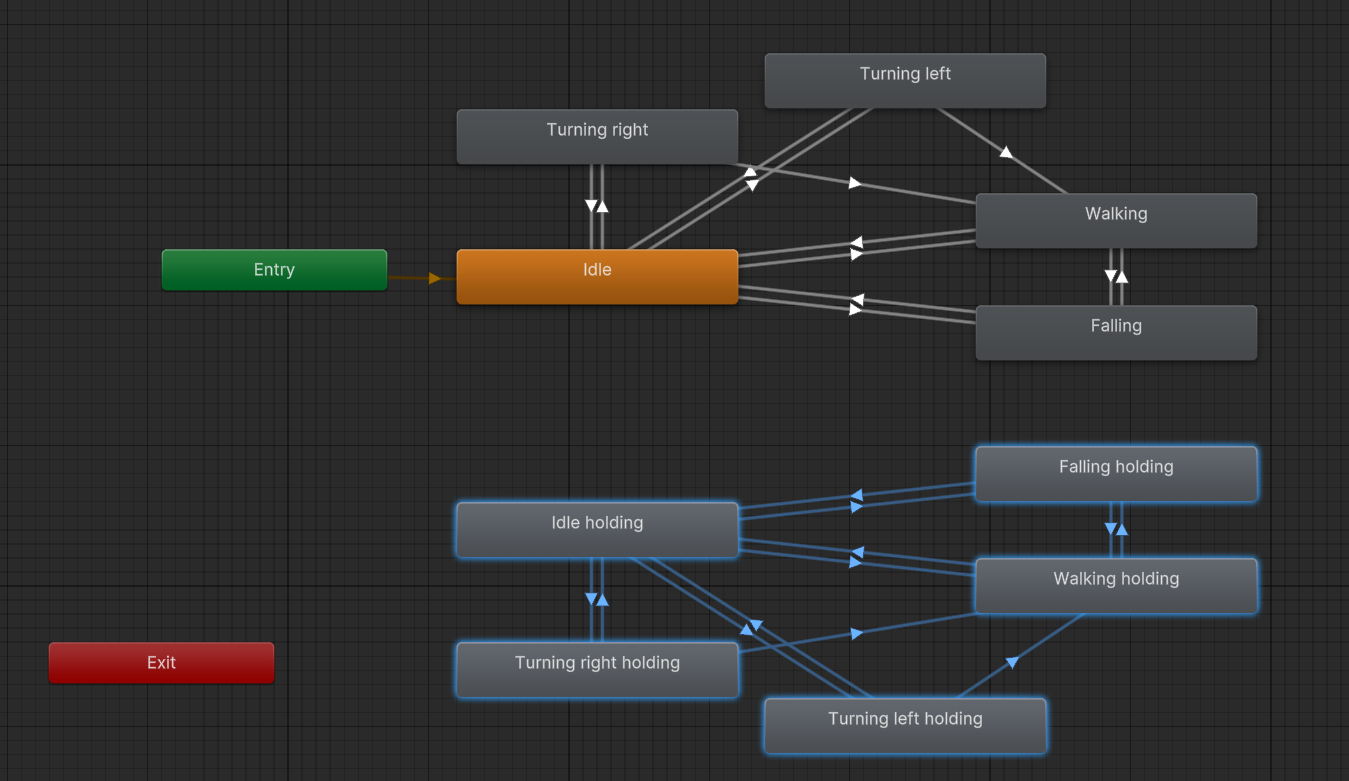 Turning left
Turning right
Walking
Entry
Idle
Falling
Falling holding
Idle holding
Walking holding
Exit
Turning right holding
Turning left holding